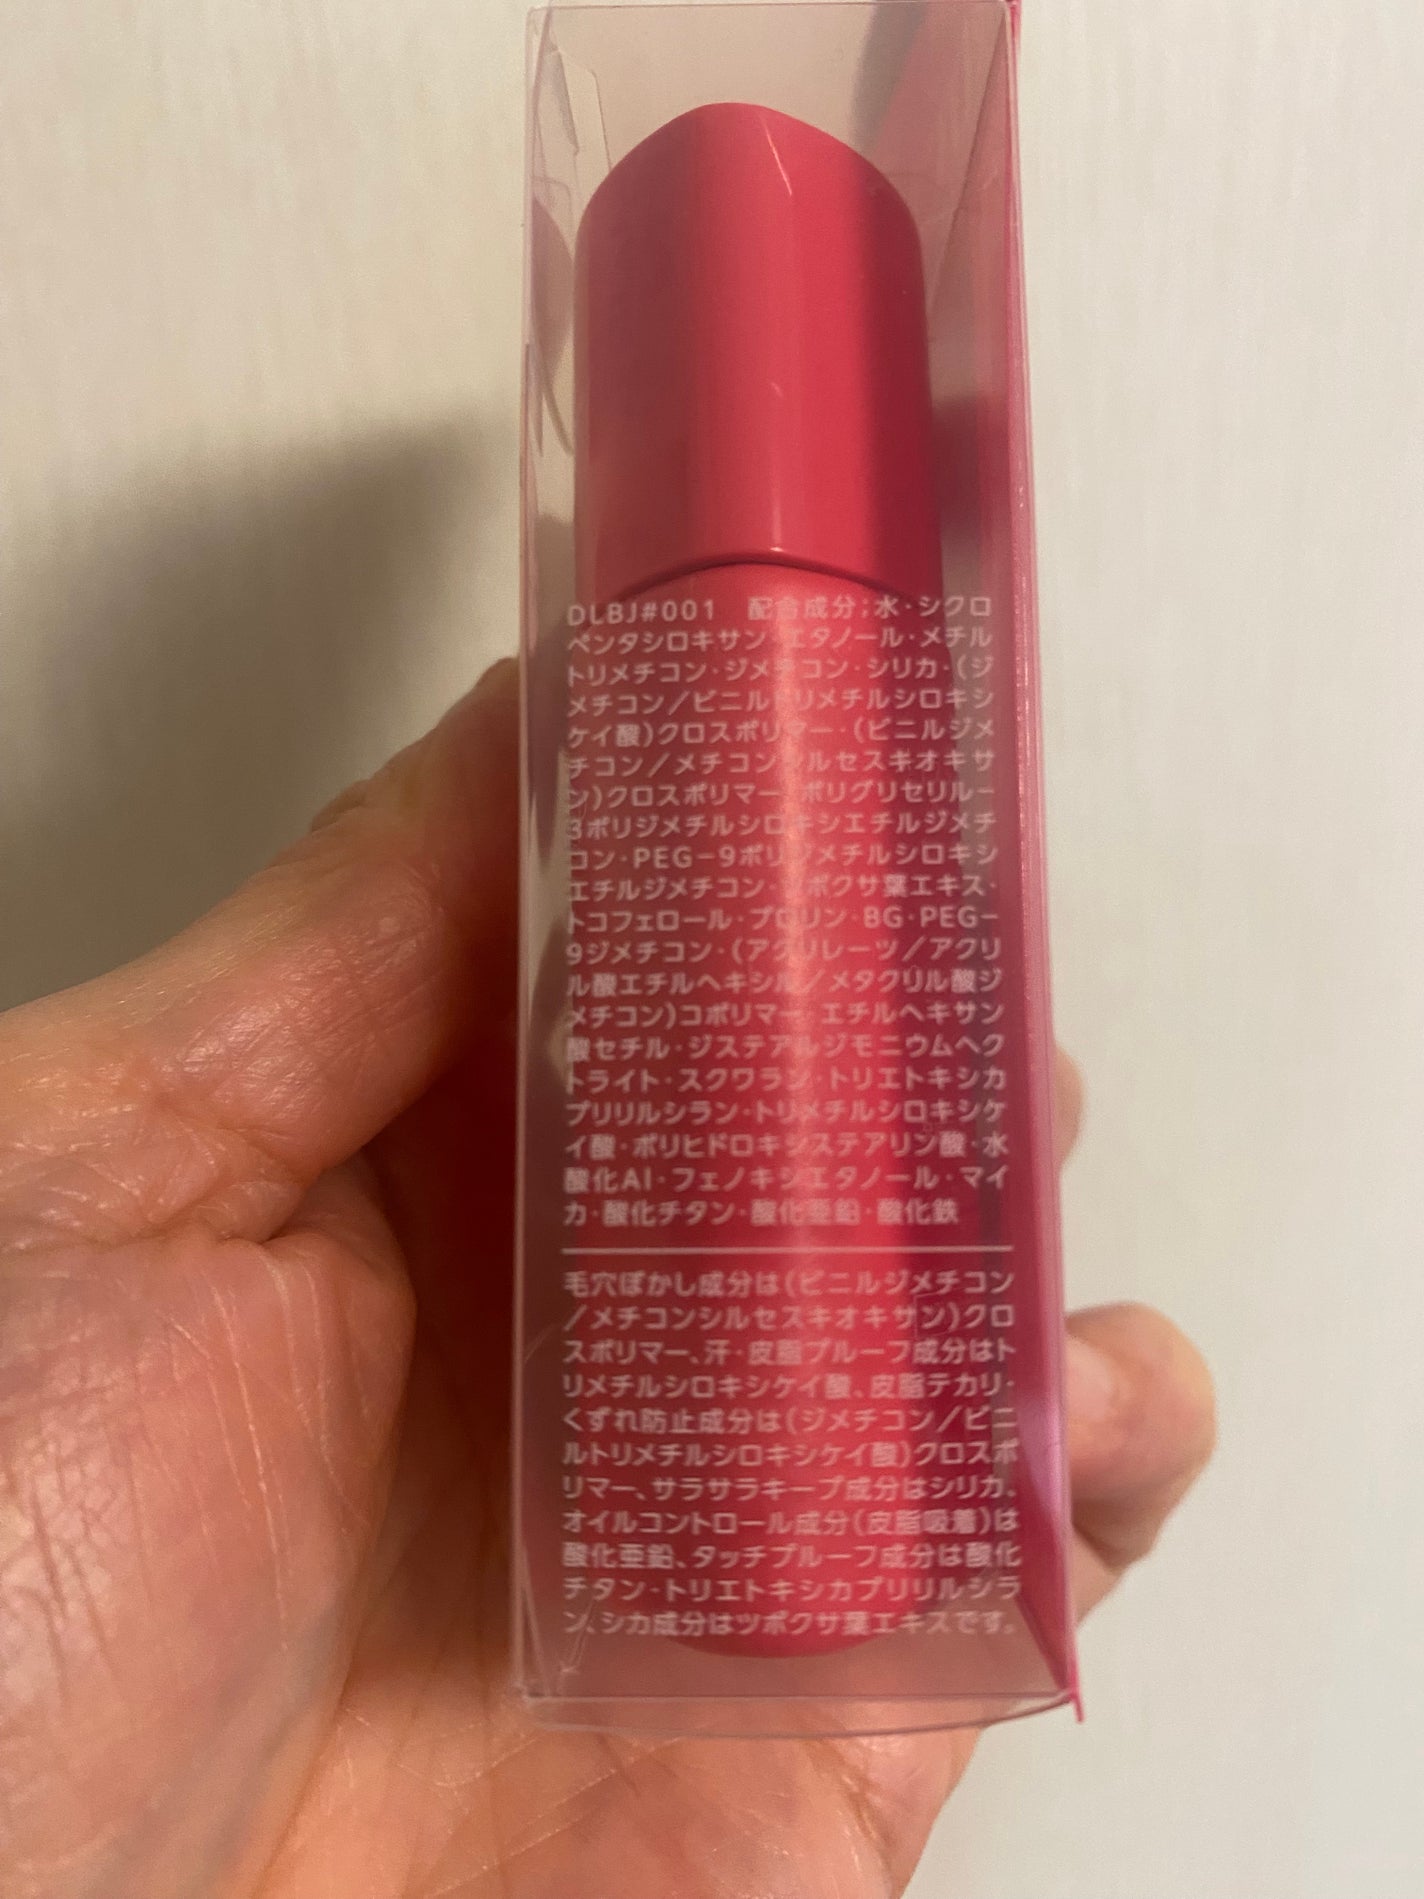 DLBJ#001　配合成分;水・シクロ
ペンタシロキサン・エタノール・メチル
トリメチコン・ジメチコン・シリカ・(ジ
メチコン／ビニルトリメチルシロキシ
ケイ酸)クロスポリマー・(ビニルジメ
チコン／メチコンシルセスキオキサ
ン)クロスポリマー・ポリグリセリル－
3ポリジメチルシロキシエチルジメチ
コン・PEG－9ポリジメチルシロキシ
エチルジメチコン・ツボクサ葉エキス・
トコフェロール・プロリン・BG・PEG－
9ジメチコン・(アクリレーツ／アクリ
ル酸エチルヘキシル／メタクリル酸ジ
メチコン)コポリマー・エチルヘキサン
酸セチル・ジステアルジモニウムヘク
トライト・スクワラン・トリエトキシカ
プリリルシラン・トリメチルシロキシケ
イ酸・ポリヒドロキシステアリン酸・水
酸化Al・フェノキシエタノール・マイ
カ・酸化チタン・酸化亜鉛・酸化鉄
毛穴ぼかし成分は(ビニルジメチコン
／メチコンシルセスキオキサン)クロ
スポリマー、汗・皮脂プルーフ成分はト
リメチルシロキシケイ酸、皮脂テカリ・
くずれ防止成分は(ジメチコン／ビニ
ルトリメチルシロキシケイ酸)クロスポ
リマー、サラサラキープ成分はシリカ、
オイルコントロール成分(皮脂吸着)は
酸化亜鉛、タッチプルーフ成分は酸化
チタン・トリエトキシカプリリルシラ
ン、シカ成分はツボクサ葉エキスです。